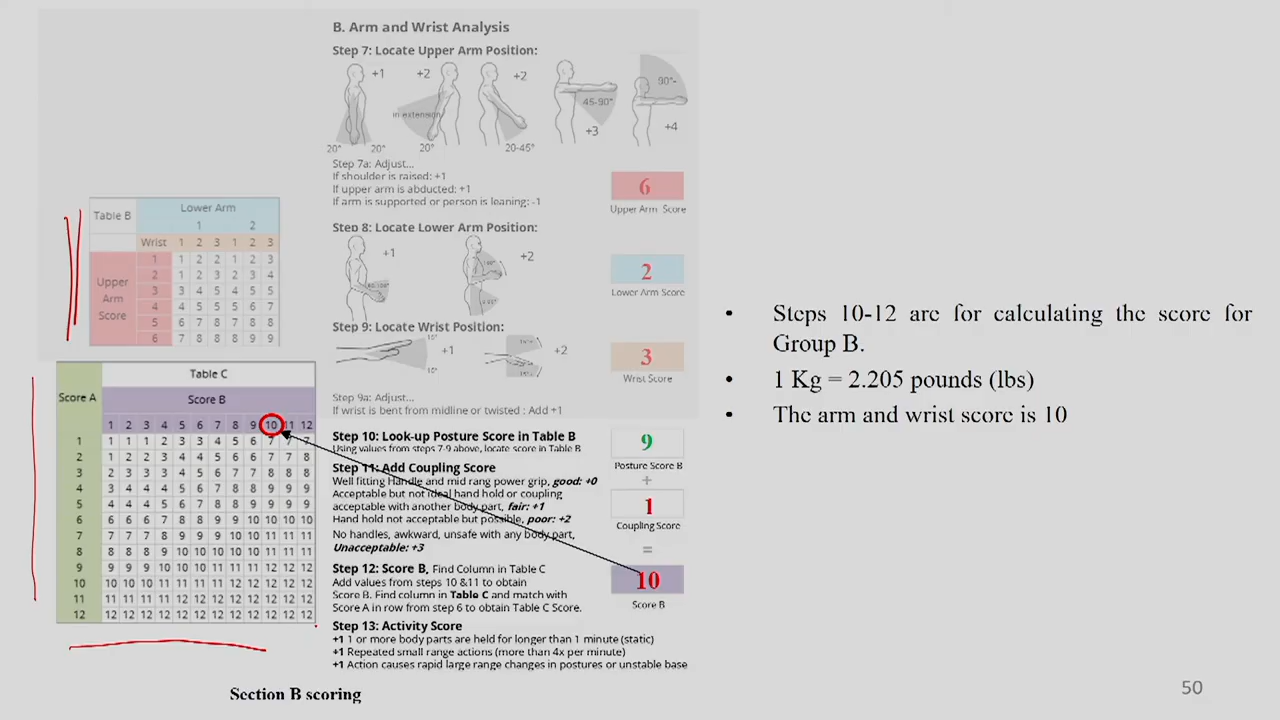 B. Arm and Wrist Analysis
Step 7: Locate Upper Arm Position:
+1 +2 +2 +3 +4
in extension 45-90° 90°-
20° 20° 20° 20-45°
Step 7a: Adjust...
If shoulder is raised: +1
If upper arm is abducted: +1
If arm is supported or person is leaning: -1
6
Upper Arm Score
Step 8: Locate Lower Arm Position:
+1 +2
2
Lower Arm Score
Step 9: Locate Wrist Position:
+1 +2
3
Wrist Score
Step 9a: Adjust...
If wrist is bent from midline or twisted : Add +1
Step 10: Look-up Posture Score in Table B
Using values from steps 7-9 above, locate score in Table B
9
Posture Score B
+
Step 11: Add Coupling Score
Well fitting Handle and mid rang power grip, good: +0
Acceptable but not ideal hand hold or coupling
acceptable with another body part, fair: +1
Hand hold not acceptable but possible, poor: +2
No handles, awkward, unsafe with any body part,
Unacceptable: +3
1
Coupling Score
=
Step 12: Score B, Find Column in Table C
Add values from steps 10 &11 to obtain
Score B. Find column in Table C and match with
Score A in row from step 6 to obtain Table C Score.
10
Score B
Step 13: Activity Score
+1 1 or more body parts are held for longer than 1 minute (static)
+1 Repeated small range actions (more than 4x per minute)
+1 Action causes rapid large range changes in postures or unstable base
Table B Lower Arm
1 2
Wrist 1 2 3 1 2 3
Upper Arm Score
1 1 2 2 1 2 3
2 1 2 3 2 3 4
3 3 4 5 4 5 5
4 4 5 5 5 6 7
5 6 7 8 7 8 8
6 7 8 8 8 9 9
Table C
Score A Score B
1 2 3 4 5 6 7 8 9 10 11 12
1 1 1 1 2 3 3 4 5 6 7 7 7
2 1 2 2 3 4 4 5 6 6 7 7 8
3 2 3 3 3 4 5 6 7 7 8 8 8
4 3 4 4 4 5 6 7 8 8 9 9 9
5 4 4 4 5 6 7 8 8 9 9 9 9
6 6 6 6 7 8 8 9 9 10 10 10 10
7 7 7 7 8 9 9 9 10 10 11 11 11
8 8 8 8 9 10 10 10 10 10 11 11 11
9 9 9 9 10 10 10 11 11 11 12 12 12
10 10 10 10 11 11 11 11 12 12 12 12 12
11 11 11 11 11 12 12 12 12 12 12 12 12
12 12 12 12 12 12 12 12 12 12 12 12 12
Section B scoring
• Steps 10-12 are for calculating the score for
Group B.
• 1 Kg = 2.205 pounds (lbs)
• The arm and wrist score is 10
50